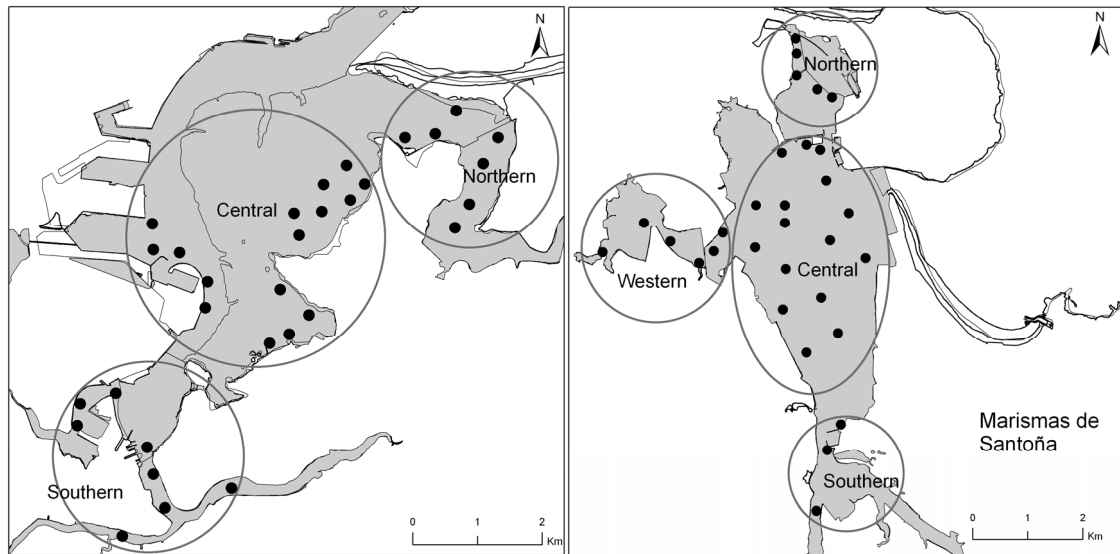 N
Northern
Central
Southern
0 1 2
Km
N
Northern
Western
Central
Marismas de
Santoña
Southern
0 1 2
Km